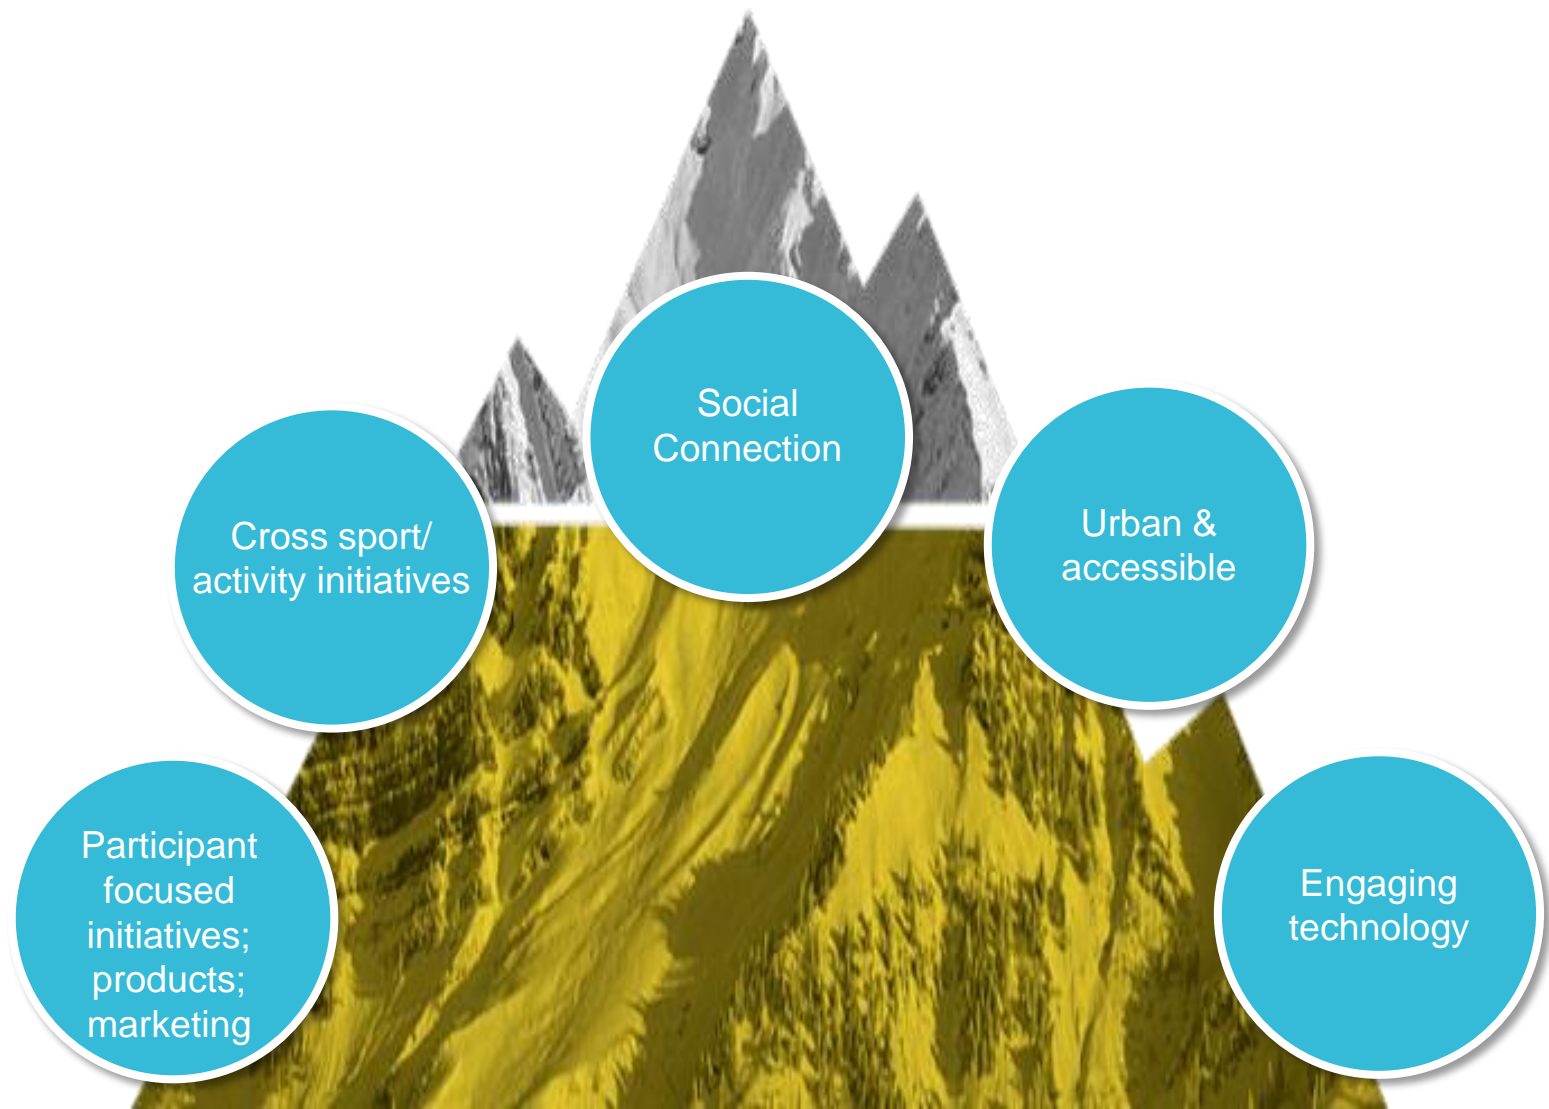 Social
Connection
Cross sport/
activity initiatives
Urban &
accessible
Participant
focused
initiatives;
products;
marketing
Engaging
technology